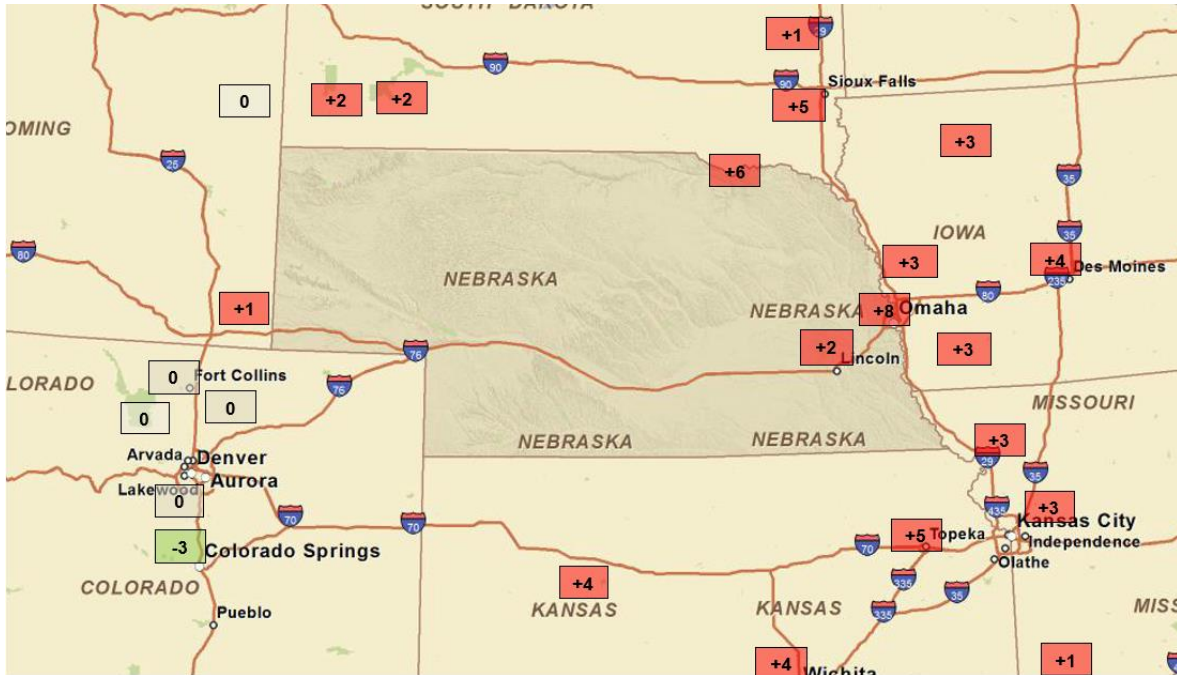 SOUTH DAKOTA
+1
29
90
90
Sioux Falls
0
+2
+2
+5
OMING
+3
25
+6
35
IOWA
35
80
NEBRASKA
+3
+4
Des Moines
235
80
+1
NEBRASKA
+8
Omaha
76
+2
Lincoln
+3
LORADO
0
Fort Collins
76
0
0
MISSOURI
NEBRASKA
NEBRASKA
+3
Arvada
Denver
29
Lakewood
Aurora
35
0
70
70
435
+3
Kansas City
-3
Colorado Springs
70
+5
Topeka
Independence
Olathe
COLORADO
+4
335
35
KANSAS
KANSAS
335
MISS
Pueblo
+4
Wichita
+1